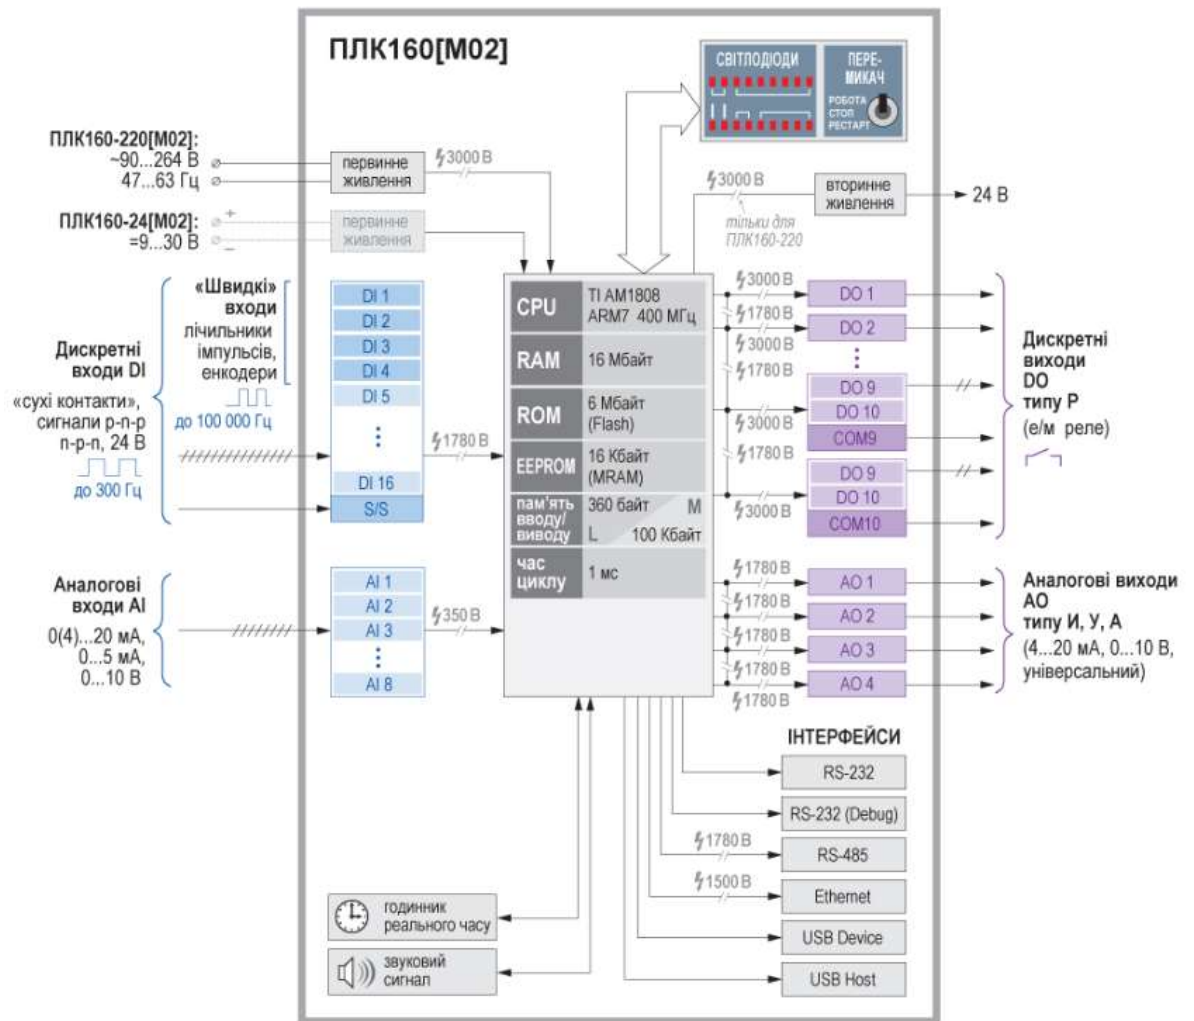 ПЛК160[М02]
СВІТЛОДІОДИ
ПЕРЕ-
МИКАЧ
РОБОТА
СТОП
РЕСТАРТ
ПЛК160-220[М02]:
~90...264 В
47...63 Гц
первинне
живлення
3000 В
ПЛК160-24[М02]:
=9...30 В
+
–
первинне
живлення
3000 В
тільки для
ПЛК160-220
вторинне
живлення
24 В
Дискретні
входи DI
«сухі контакти»,
сигнали p-n-p
n-p-n, 24 В
до 300 Гц
«Швидкі»
входи
лічильники
імпульсів,
енкодери
до 100 000 Гц
DI 1
DI 2
DI 3
DI 4
DI 5
DI 16
S/S
1780 В
CPU
TI AM1808
ARM7 400 МГц
RAM
16 Мбайт
ROM
6 Мбайт
(Flash)
EEPROM
16 Кбайт
(MRAM)
пам'ять
вводу/
виводу
360 байт
M
L
100 Кбайт
час
циклу
1 мс
3000 В
DO 1
1780 В
DO 2
3000 В
1780 В
DO 9
DO 10
3000 В
COM9
1780 В
DO 9
DO 10
3000 В
COM10
Дискретні
виходи
DO
типу Р
(е/м реле)
Аналогові
входи AI
0(4)...20 мА,
0...5 мА,
0...10 В
AI 1
AI 2
AI 3
AI 8
350 В
1780 В
AO 1
1780 В
AO 2
1780 В
AO 3
1780 В
AO 4
1780 В
Аналогові виходи
АО
типу И, У, А
(4...20 мА, 0...10 В,
універсальний)
ІНТЕРФЕЙСИ
RS-232
RS-232 (Debug)
1780 В
RS-485
1500 В
Ethernet
USB Device
USB Host
годинник
реального часу
звуковий
сигнал